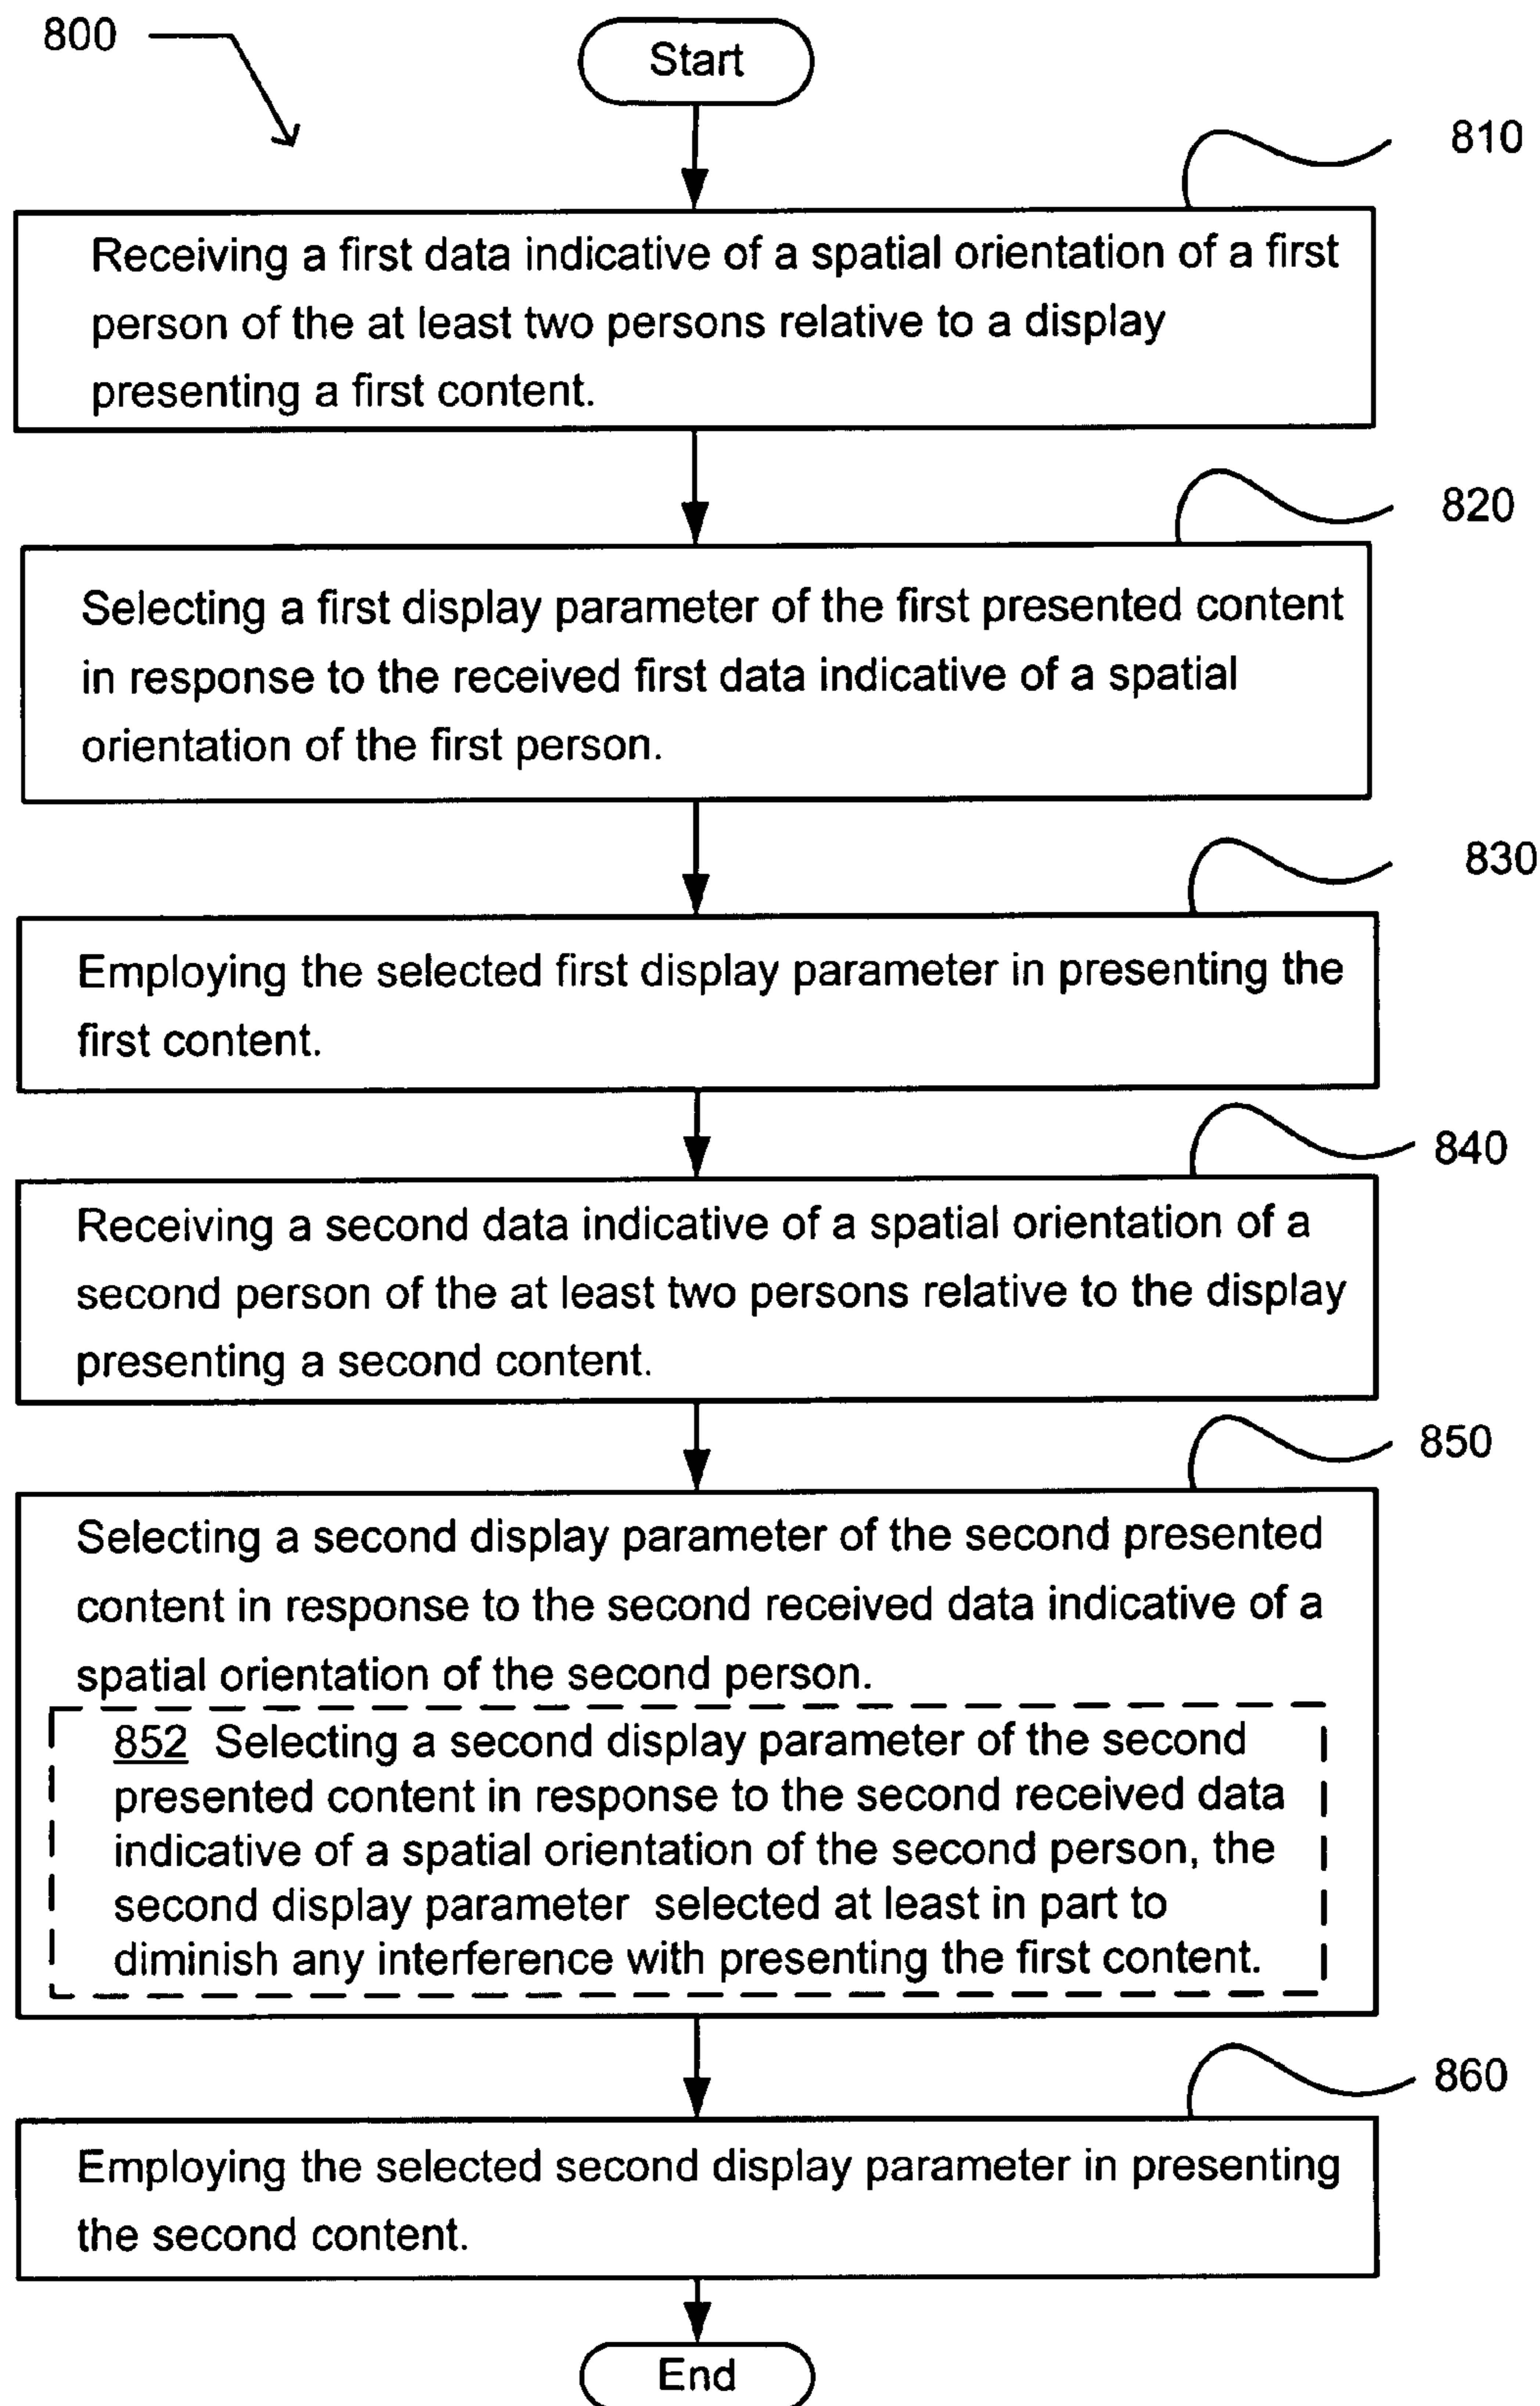 800
Start
810
Receiving a first data indicative of a spatial orientation of a first
person of the at least two persons relative to a display
presenting a first content.
820
Selecting a first display parameter of the first presented content
in response to the received first data indicative of a spatial
orientation of the first person.
830
Employing the selected first display parameter in presenting the
first content.
840
Receiving a second data indicative of a spatial orientation of a
second person of the at least two persons relative to the display
presenting a second content.
850
Selecting a second display parameter of the second presented
content in response to the second received data indicative of a
spatial orientation of the second person.
852 Selecting a second display parameter of the second
presented content in response to the second received data
indicative of a spatial orientation of the second person, the
second display parameter selected at least in part to
diminish any interference with presenting the first content.
860
Employing the selected second display parameter in presenting
the second content.
End